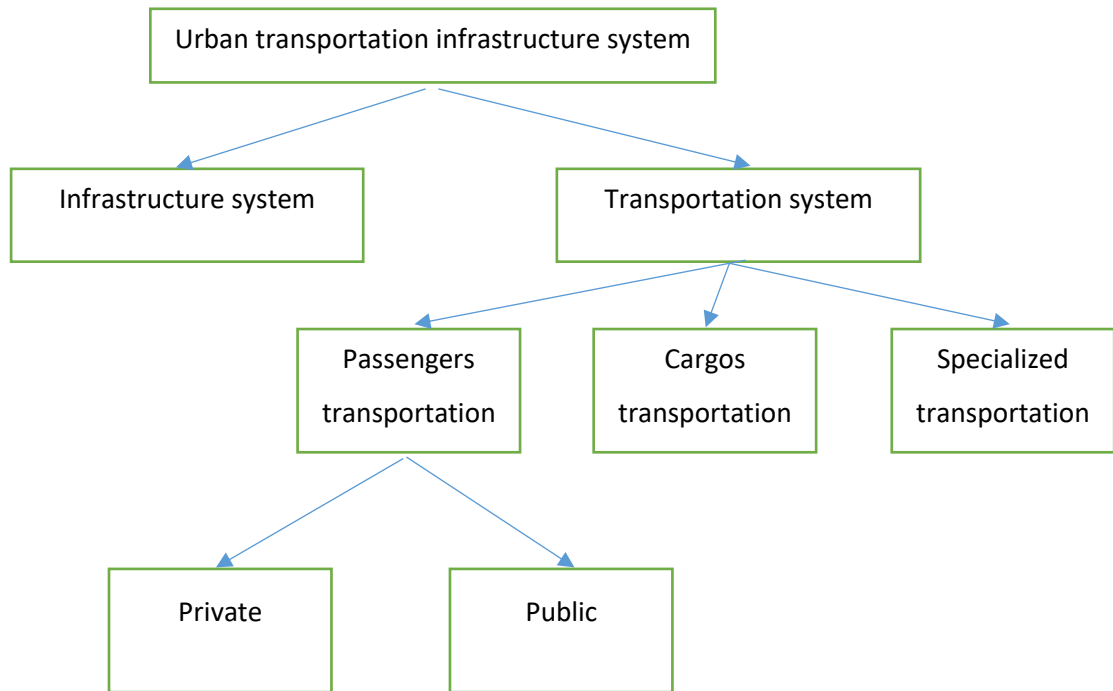 Urban transportation infrastructure system
Infrastructure system
Transportation system
Passengers
transportation
Cargos
transportation
Specialized
transportation
Private
Public